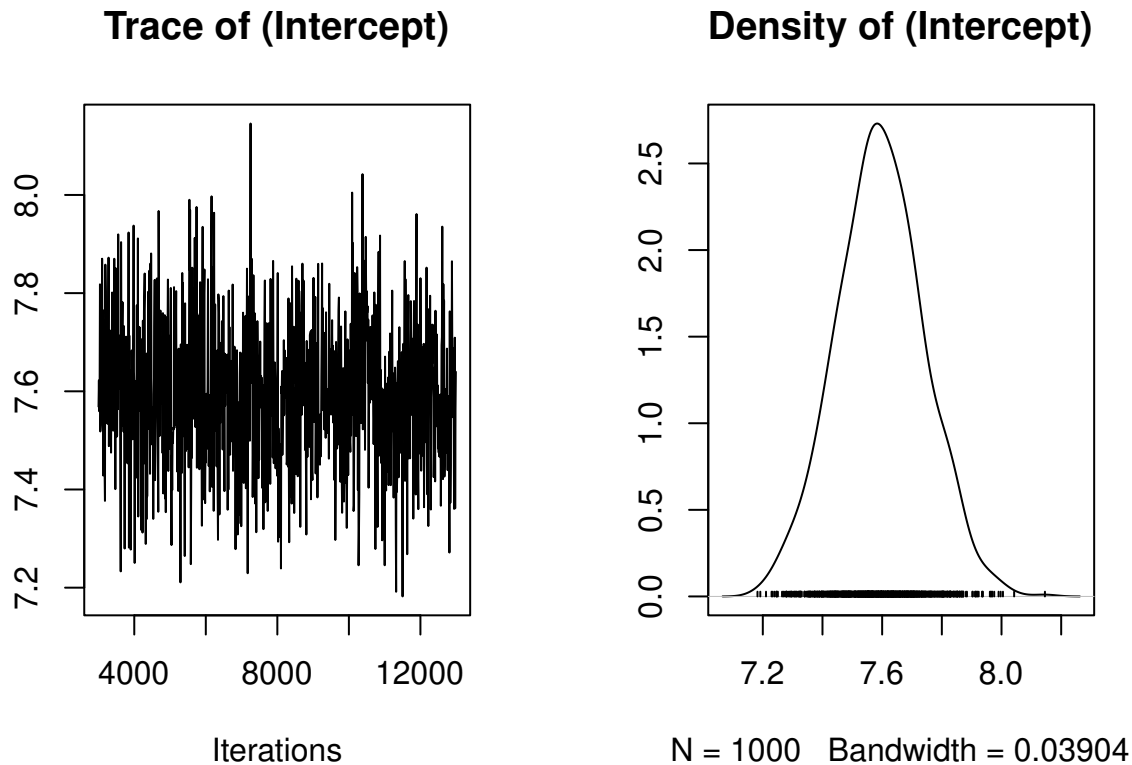 Trace of (Intercept)
8.0
7.8
7.6
7.4
7.2
4000 8000 12000
Iterations
Density of (Intercept)
2.5
2.0
1.5
1.0
0.5
0.0
7.2 7.6 8.0
N = 1000 Bandwidth = 0.03904